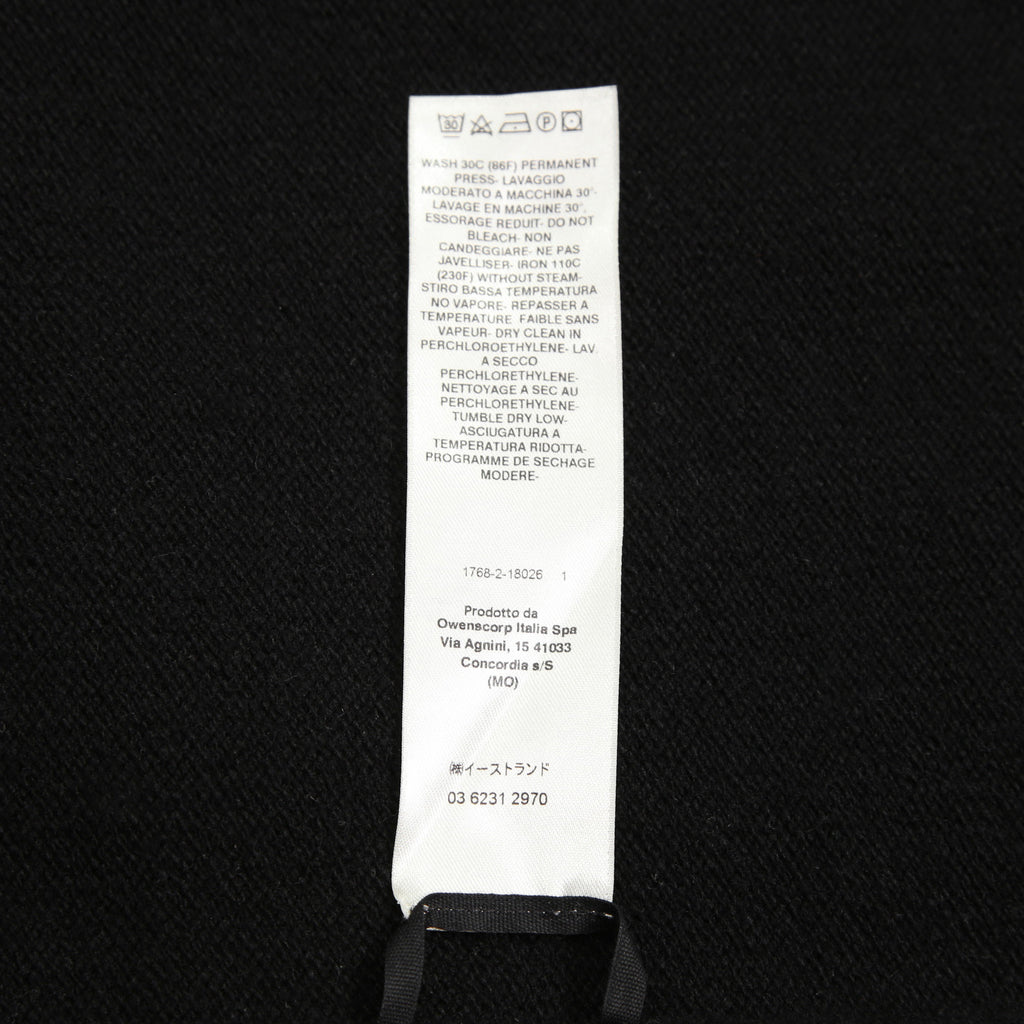 30
P
WASH 30C (86F) PERMANENT
PRESS- LAVAGGIO
MODERATO A MACCHINA 30°-
LAVAGE EN MACHINE 30°,
ESSORAGE REDUIT- DO NOT
BLEACH- NON
CANDEGGIARE- NE PAS
JAVELLISER- IRON 110C
(230F) WITHOUT STEAM-
STIRO BASSA TEMPERATURA
NO VAPORE- REPASSER A
TEMPERATURE FAIBLE SANS
VAPEUR- DRY CLEAN IN
PERCHLOROETHYLENE- LAV.
A SECCO
PERCHLORETHYLENE-
NETTOYAGE A SEC AU
PERCHLORETHYLENE-
TUMBLE DRY LOW-
ASCIUGATURA A
TEMPERATURA RIDOTTA-
PROGRAMME DE SECHAGE
MODERE-
1768-2-18026 1
Prodotto da
Owenscorp Italia Spa
Via Agnini, 15 41033
Concordia s/S
(MO)
㈱イーストランド
03 6231 2970